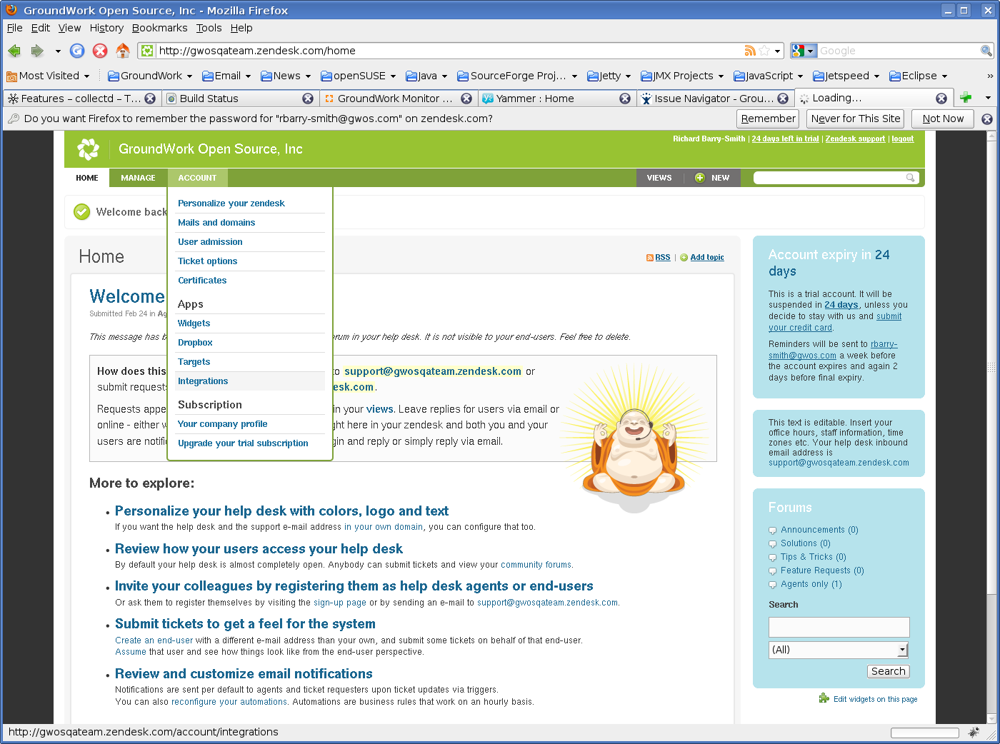 GroundWork Open Source, Inc - Mozilla Firefox
File Edit View History Bookmarks Tools Help
http://gwosqateam.zendesk.com/home
Google
Most Visited GroundWork Email News openSUSE Java SourceForge Proj... Jetty JMX Projects JavaScript Jetspeed Eclipse »
Features – collectd – T... Build Status GroundWork Monitor ... Yammer : Home Issue Navigator - Grou... Loading...
Do you want Firefox to remember the password for "rbarry-smith@gwos.com" on zendesk.com? Remember Never for This Site Not Now
GroundWork Open Source, Inc
Richard Barry-Smith | 24 days left in trial | Zendesk support | logout
HOME MANAGE ACCOUNT VIEWS NEW
Personalize your zendesk
Mails and domains
User admission
Ticket options
Certificates
Apps
Widgets
Dropbox
Targets
Integrations
Subscription
Your company profile
Upgrade your trial subscription
Welcome back
Home
RSS | Add topic
Welcome
Submitted Feb 24 in Ag
This message has b rum in your help desk. It is not visible to your end-users. Feel free to delete.
How does this to support@gwosqateam.zendesk.com or
submit requests esk.com.
Requests appe in your views. Leave replies for users via email or
online - either w ght here in your zendesk and both you and your
users are notifi gin and reply or simply reply via email.
More to explore:
Personalize your help desk with colors, logo and text
If you want the help desk and the support e-mail address in your own domain, you can configure that too.
Review how your users access your help desk
By default your help desk is almost completely open. Anybody can submit tickets and view your community forums.
Invite your colleagues by registering them as help desk agents or end-users
Or ask them to register themselves by visiting the sign-up page or by sending an e-mail to support@gwosqateam.zendesk.com.
Submit tickets to get a feel for the system
Create an end-user with a different e-mail address than your own, and submit some tickets on behalf of that end-user.
Assume that user and see how things look like from the end-user perspective.
Review and customize email notifications
Notifications are sent per default to agents and ticket requesters upon ticket updates via triggers.
You can also reconfigure your automations. Automations are business rules that work on an hourly basis.
Account expiry in 24
days
This is a trial account. It will be
suspended in 24 days, unless you
decide to stay with us and submit
your credit card.
Reminders will be sent to rbarry-
smith@gwos.com a week before
the account expires and again 2
days before final expiry.
This text is editable. Insert your
office hours, staff information, time
zones etc. Your help desk inbound
email address is
support@gwosqateam.zendesk.com
Forums
Announcements (0)
Solutions (0)
Tips & Tricks (0)
Feature Requests (0)
Agents only (1)
Search
(All)
Search
Edit widgets on this page
http://gwosqateam.zendesk.com/account/integrations